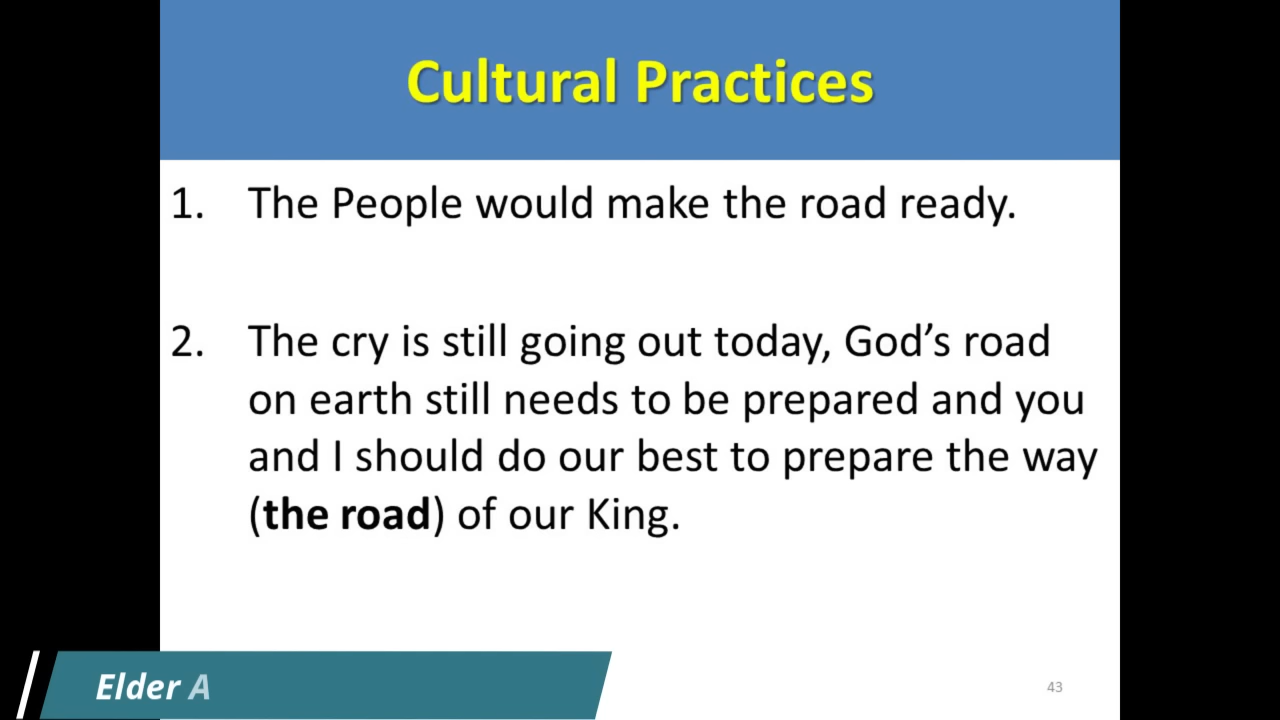 Cultural Practices
1. The People would make the road ready.
2. The cry is still going out today, God’s road
on earth still needs to be prepared and you
and I should do our best to prepare the way
(the road) of our King.
Elder A
43